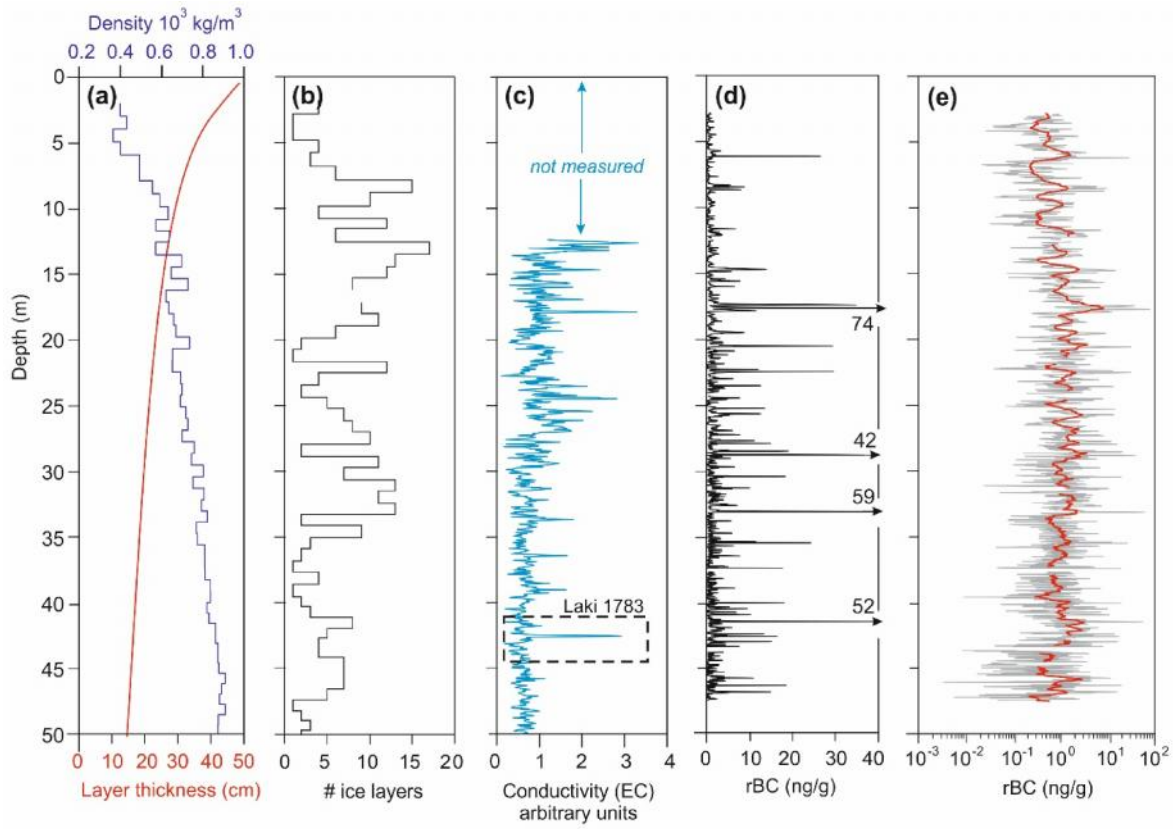 Density 10³ kg/m³
0.2 0.4 0.6 0.8 1.0
0
5
10
15
20
25
30
35
40
45
50
Depth (m)
(a)
0 10 20 30 40 50
Layer thickness (cm)
(b)
0 5 10 15 20
# ice layers
(c)
not measured
Laki 1783
0 1 2 3 4
Conductivity (EC)
arbitrary units
(d)
74
42
59
52
0 10 20 30 40
rBC (ng/g)
(e)
10⁻³ 10⁻² 10⁻¹ 10⁰ 10¹ 10²
rBC (ng/g)